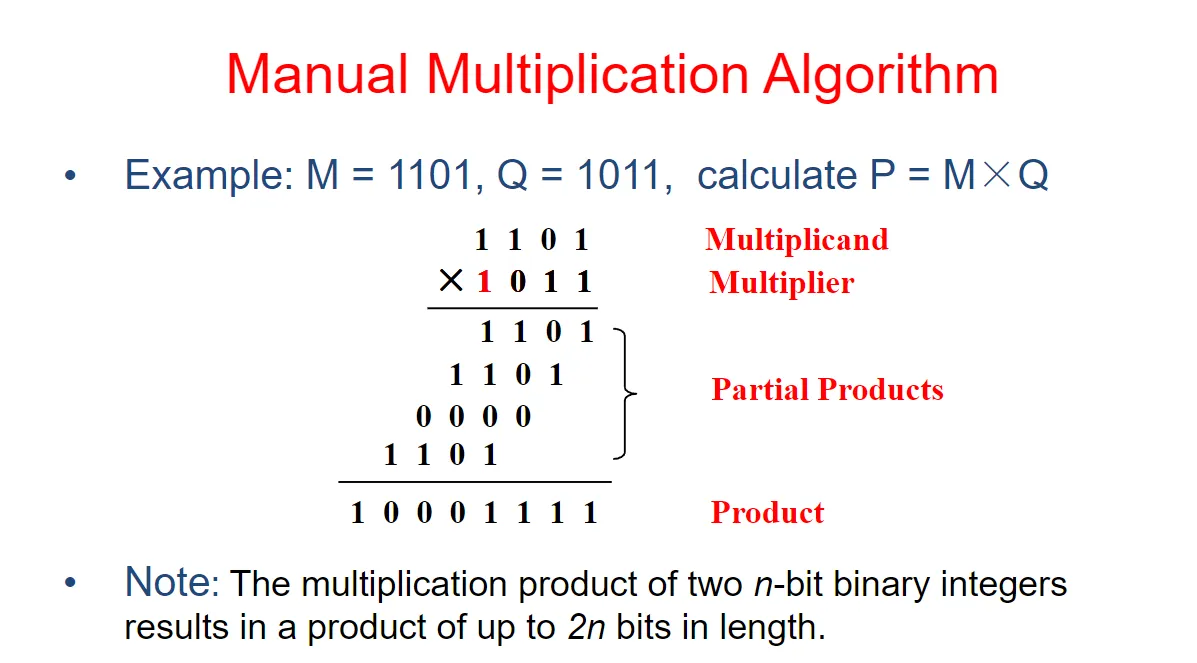 Manual Multiplication Algorithm
• Example: M = 1101, Q = 1011, calculate P = M×Q
1 1 0 1 Multiplicand
× 1 0 1 1 Multiplier
1 1 0 1
1 1 0 1
Partial Products
0 0 0 0
1 1 0 1
1 0 0 0 1 1 1 1 Product
• Note: The multiplication product of two n-bit binary integers
results in a product of up to 2n bits in length.